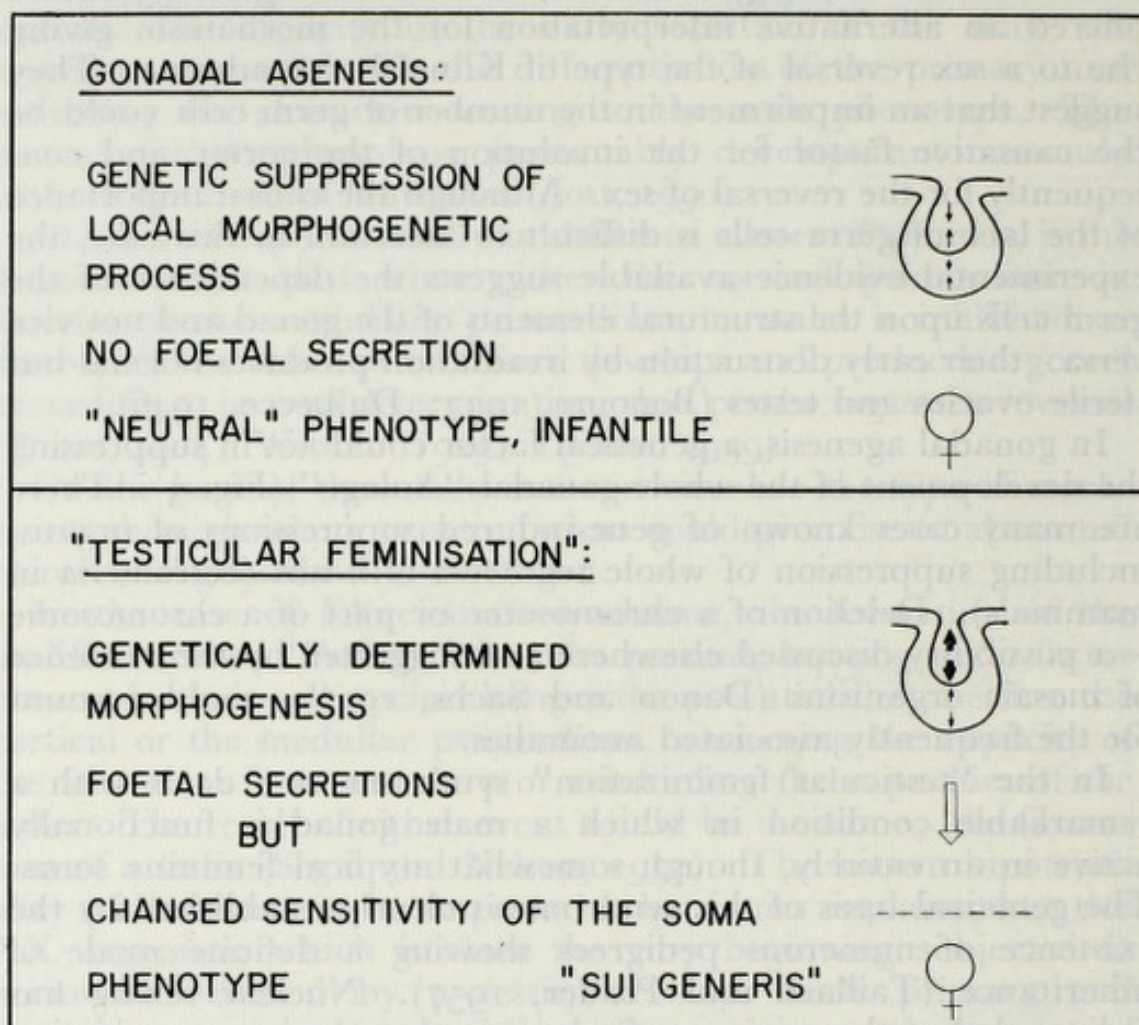 GONADAL AGENESIS:
GENETIC SUPPRESSION OF
LOCAL MORPHOGENETIC
PROCESS
NO FOETAL SECRETION
"NEUTRAL" PHENOTYPE, INFANTILE
"TESTICULAR FEMINISATION":
GENETICALLY DETERMINED
MORPHOGENESIS
FOETAL SECRETIONS
BUT
CHANGED SENSITIVITY OF THE SOMA
PHENOTYPE "SUI GENERIS"